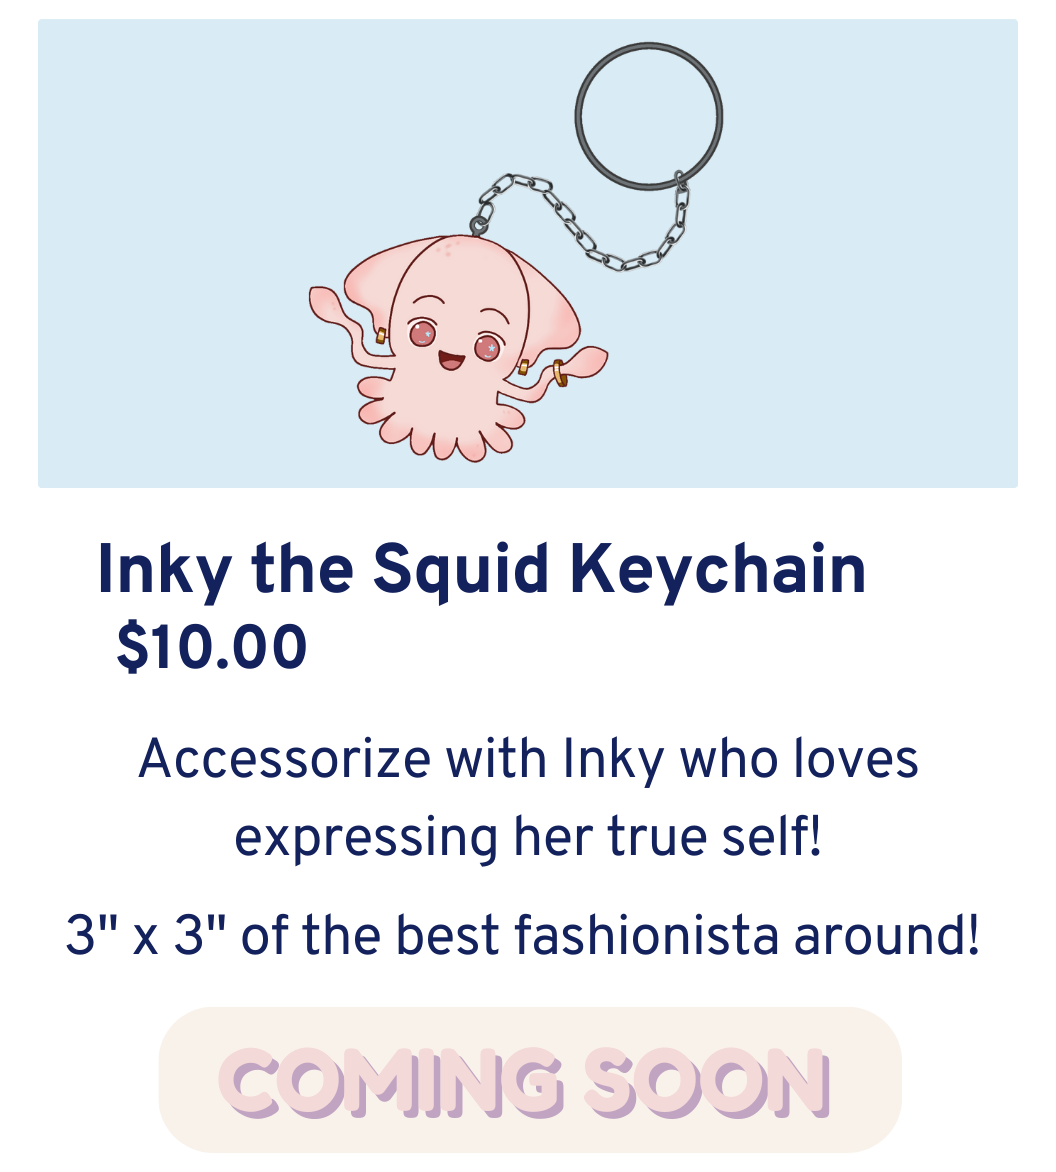 Inky the Squid Keychain
$10.00
Accessorize with Inky who loves
expressing her true self!
3" x 3" of the best fashionista around!
COMING SOON